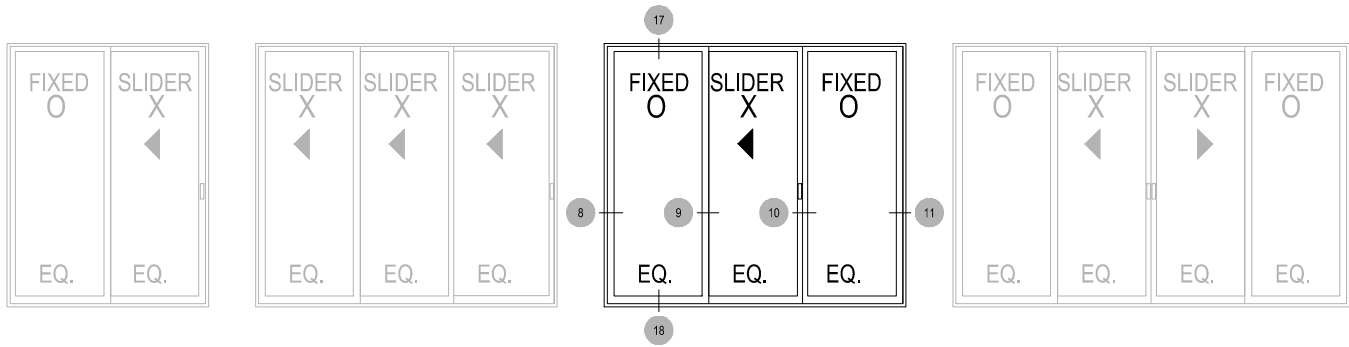 17
FIXED SLIDER SLIDER SLIDER SLIDER FIXED SLIDER FIXED FIXED SLIDER SLIDER FIXED
O X X X X O X O O X X O
8 9 10 11
EQ. EQ. EQ. EQ. EQ. EQ. EQ. EQ. EQ. EQ. EQ. EQ.
18